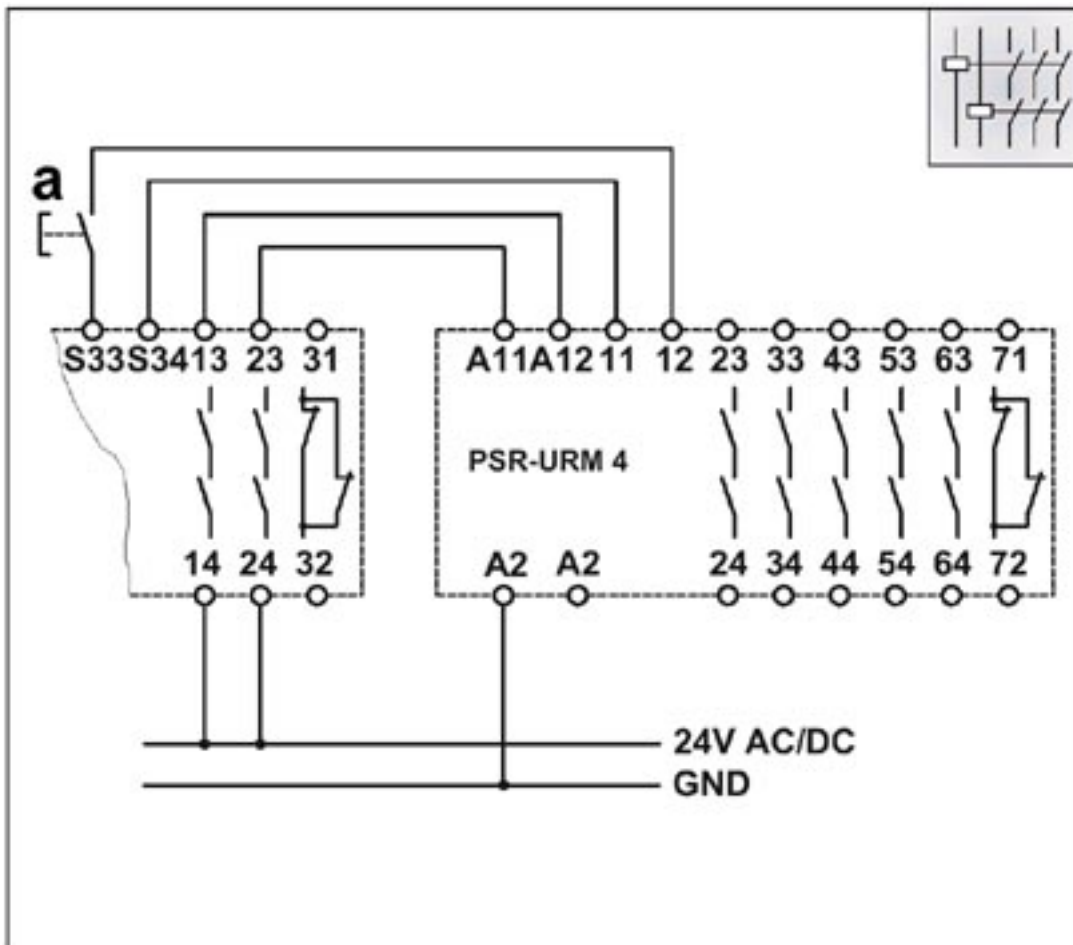 a
S33 S34 13 23 31
A11 A12 11 12 23 33 43 53 63 71
PSR-URM 4
14 24 32
A2 A2 24 34 44 54 64 72
24V AC/DC
GND